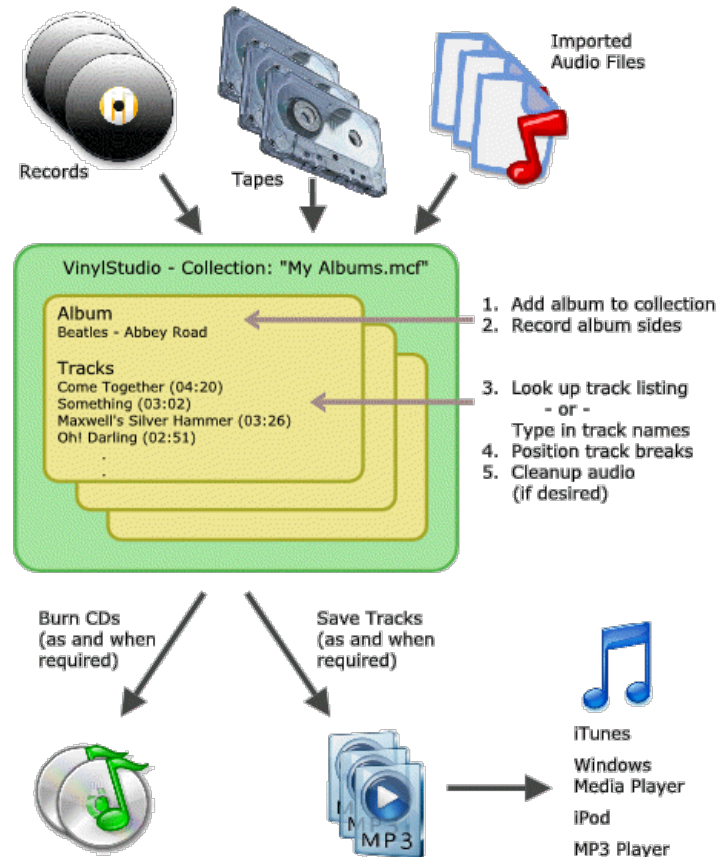 Imported
Audio Files
Records
Tapes
VinylStudio - Collection: "My Albums.mcf"
Album
Beatles - Abbey Road
Tracks
Come Together (04:20)
Something (03:02)
Maxwell's Silver Hammer (03:26)
Oh! Darling (02:51)
.
.
1. Add album to collection
2. Record album sides
3. Look up track listing
- or -
Type in track names
4. Position track breaks
5. Cleanup audio
(if desired)
Burn CDs
(as and when
required)
Save Tracks
(as and when
required)
MP3
iTunes
Windows
Media Player
iPod
MP3 Player